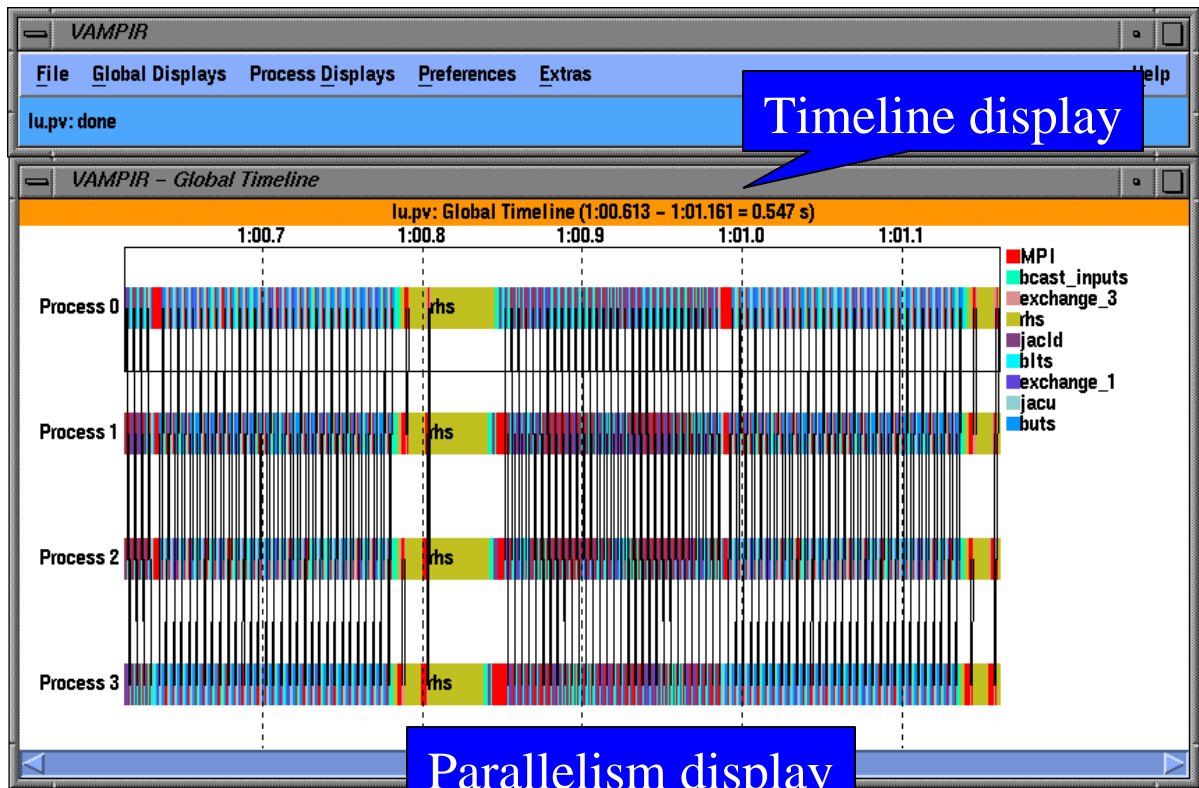 VAMPIR
File Global Displays Process Displays Preferences Extras Help
Timeline display
lu.pv: done
VAMPIR – Global Timeline
lu.pv: Global Timeline (1:00.613 – 1:01.161 = 0.547 s)
1:00.7 1:00.8 1:00.9 1:01.0 1:01.1
MPI
bcast_inputs
exchange_3
rhs
jacld
blts
exchange_1
jacu
buts
Process 0 rhs
Process 1 rhs
Process 2 rhs
Process 3 rhs
Parallelism display